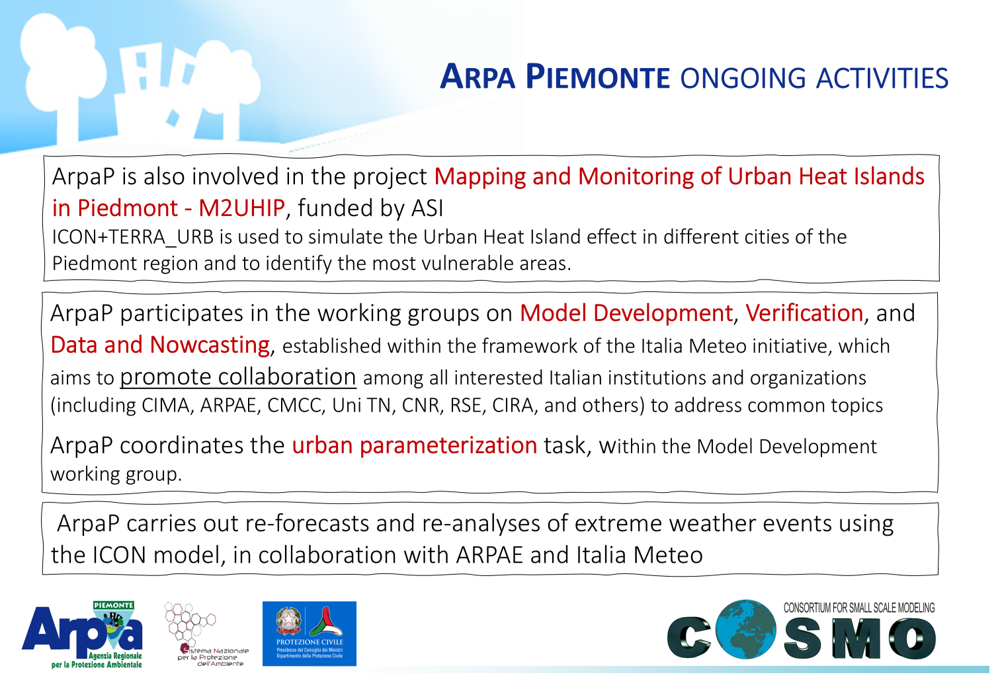 ARPA PIEMONTE ONGOING ACTIVITIES
ArpaP is also involved in the project Mapping and Monitoring of Urban Heat Islands
in Piedmont - M2UHIP, funded by ASI
ICON+TERRA_URB is used to simulate the Urban Heat Island effect in different cities of the
Piedmont region and to identify the most vulnerable areas.
ArpaP participates in the working groups on Model Development, Verification, and
Data and Nowcasting, established within the framework of the Italia Meteo initiative, which
aims to promote collaboration among all interested Italian institutions and organizations
(including CIMA, ARPAE, CMCC, Uni TN, CNR, RSE, CIRA, and others) to address common topics
ArpaP coordinates the urban parameterization task, within the Model Development
working group.
ArpaP carries out re-forecasts and re-analyses of extreme weather events using
the ICON model, in collaboration with ARPAE and Italia Meteo
PIEMONTE
Arpa
Agenzia Regionale
per la Protezione Ambientale
Sistema Nazionale
per la Protezione
dell'Ambiente
PROTEZIONE CIVILE
Presidenza del Consiglio dei Ministri
Dipartimento della Protezione Civile
CONSORTIUM FOR SMALL SCALE MODELING
COSMO